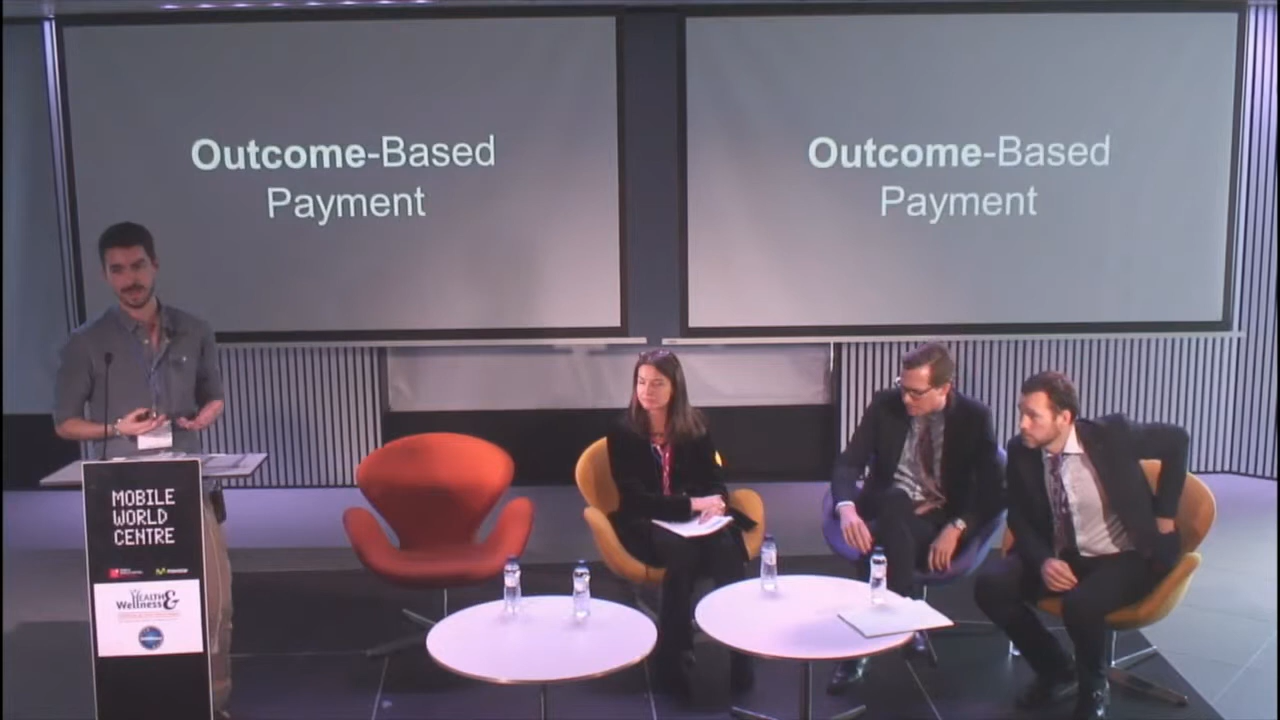 Outcome-Based
Payment
Outcome-Based
Payment
MOBILE
WORLD
CENTRE
HEALTH
Wellness&